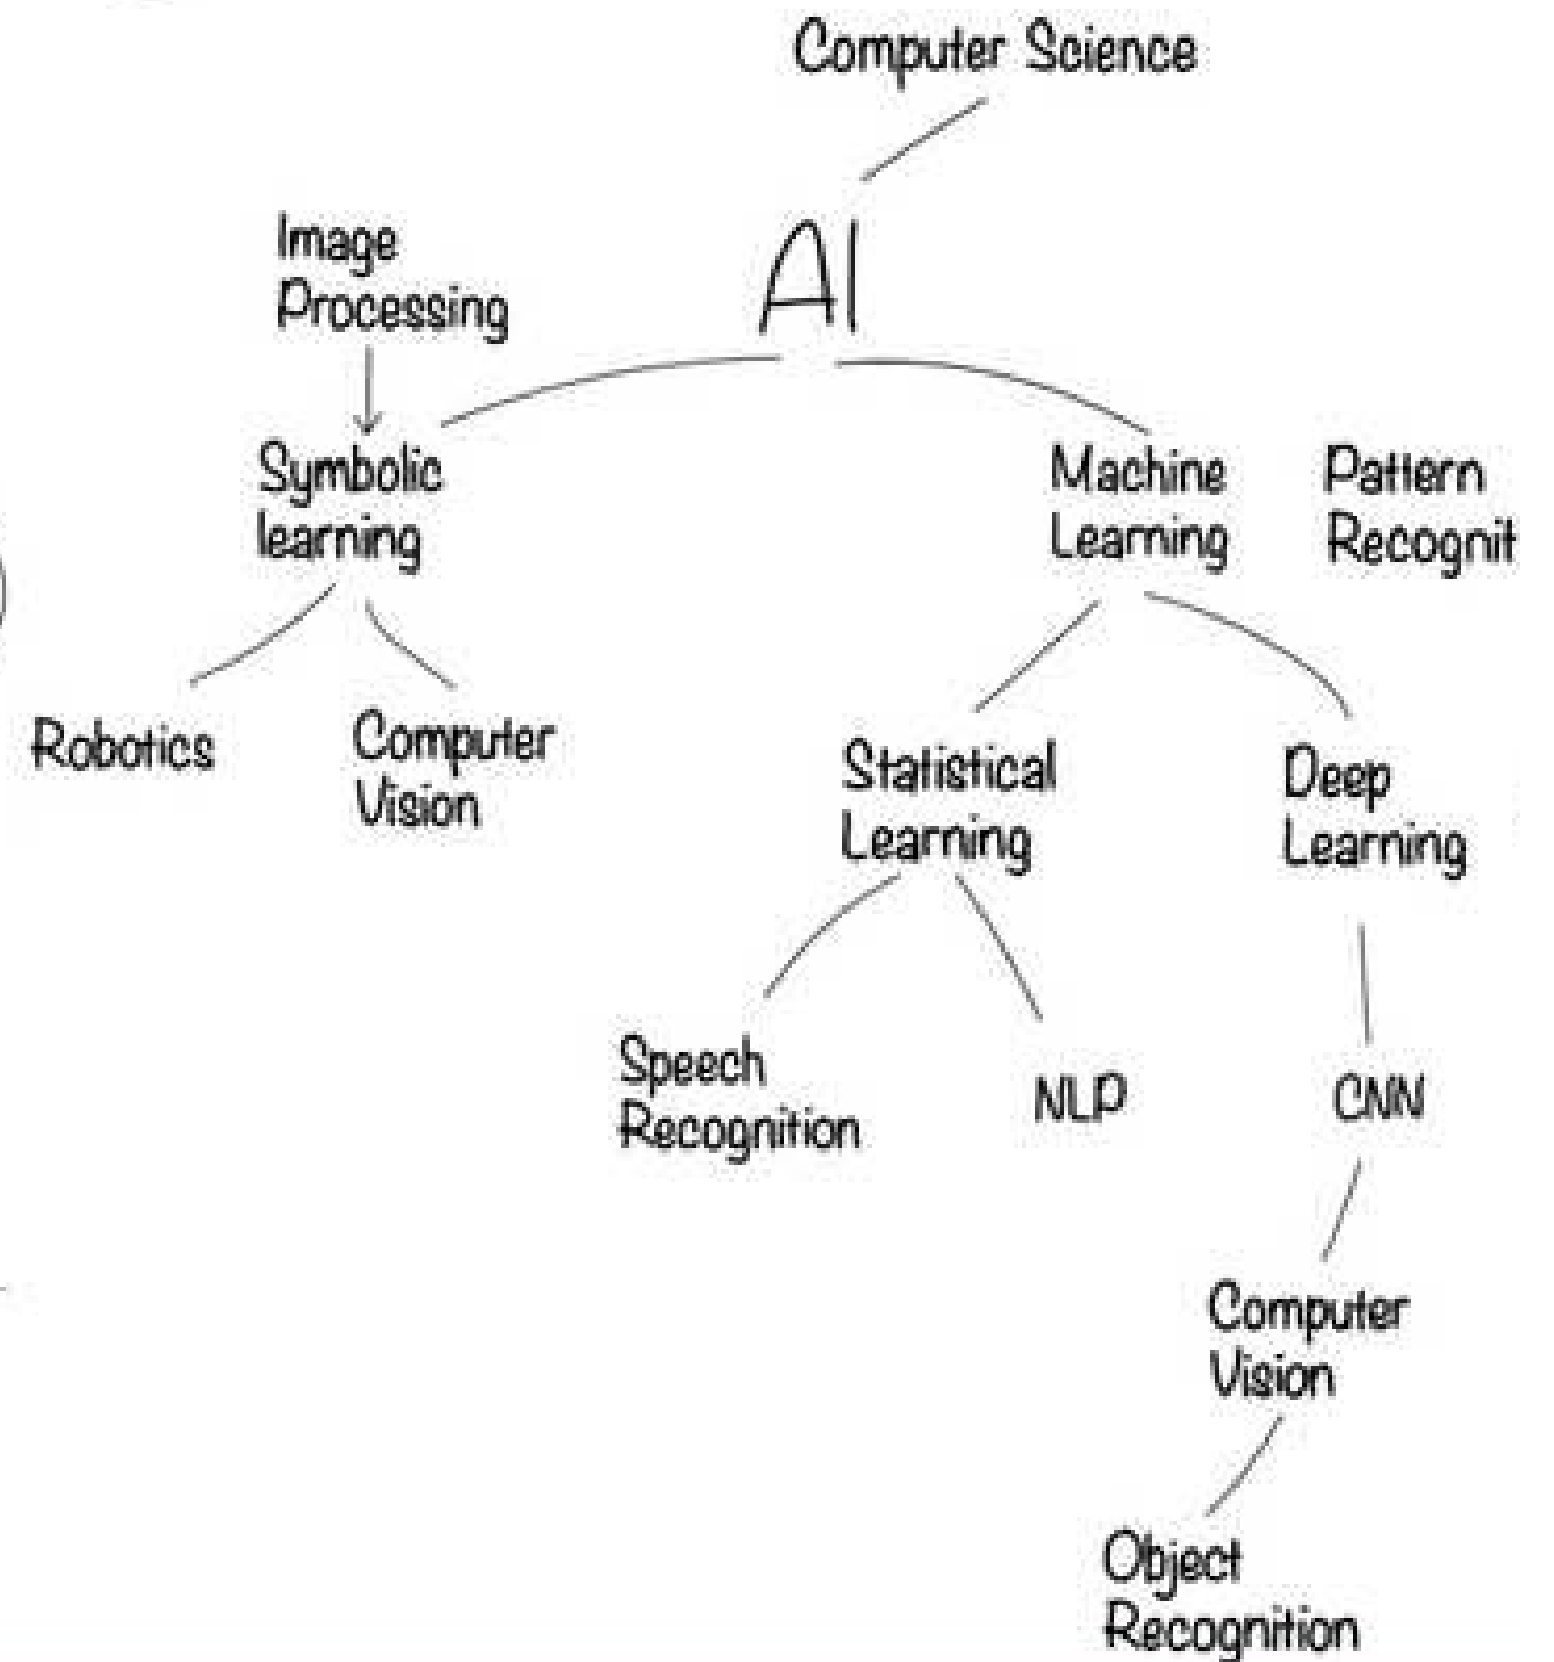 Computer Science
AI
Image
Processing
Symbolic
learning
Machine
Learning
Pattern
Recognit
Robotics
Computer
Vision
Statistical
Learning
Deep
Learning
Speech
Recognition
NLP
CNN
Computer
Vision
Object
Recognition